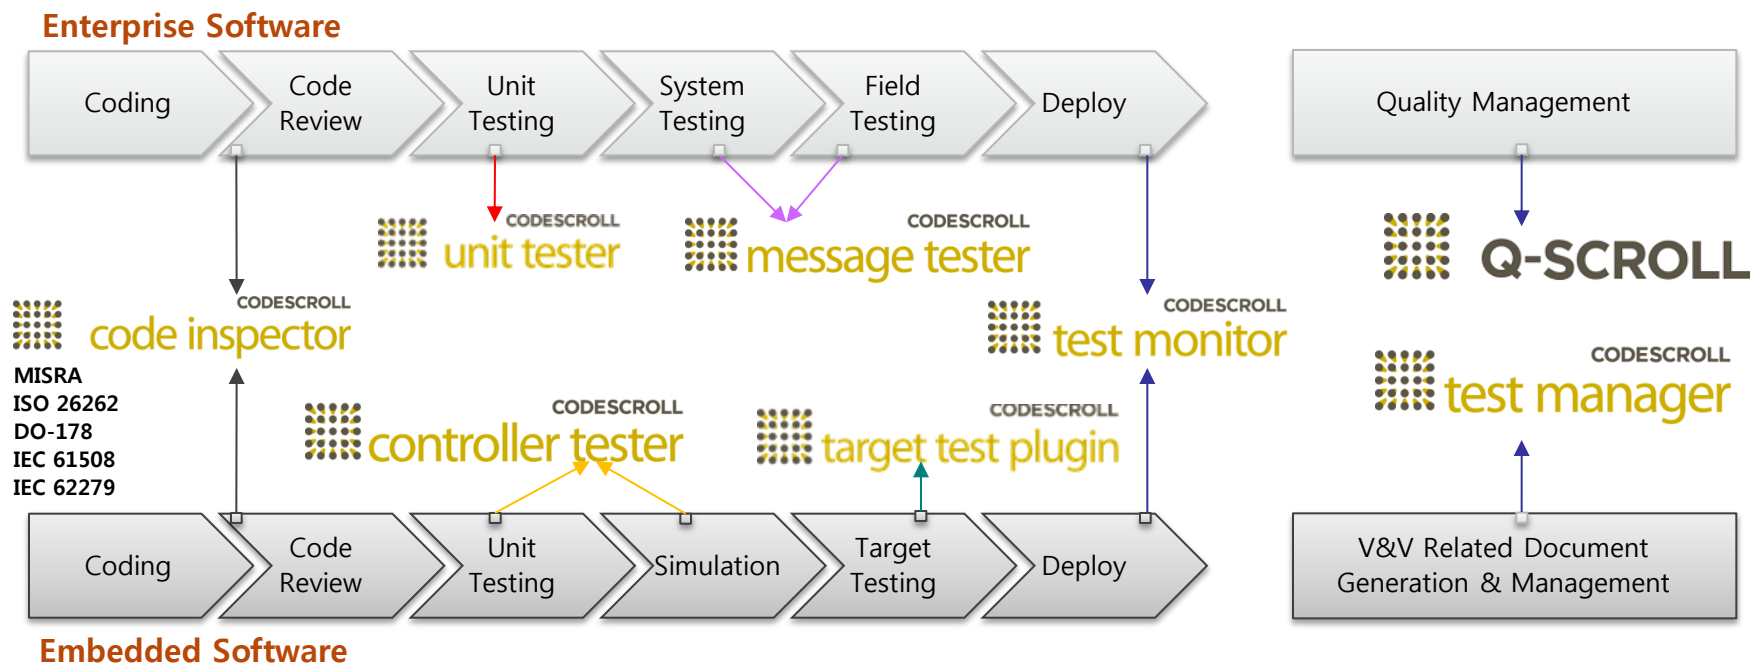 Enterprise Software
Coding
Code
Review
Unit
Testing
System
Testing
Field
Testing
Deploy
Quality Management
CODESCROLL
unit tester
CODESCROLL
message tester
Q-SCROLL
CODESCROLL
code inspector
CODESCROLL
test monitor
CODESCROLL
test manager
MISRA
ISO 26262
DO-178
IEC 61508
IEC 62279
CODESCROLL
controller tester
CODESCROLL
target test plugin
Coding
Code
Review
Unit
Testing
Simulation
Target
Testing
Deploy
V&V Related Document
Generation & Management
Embedded Software